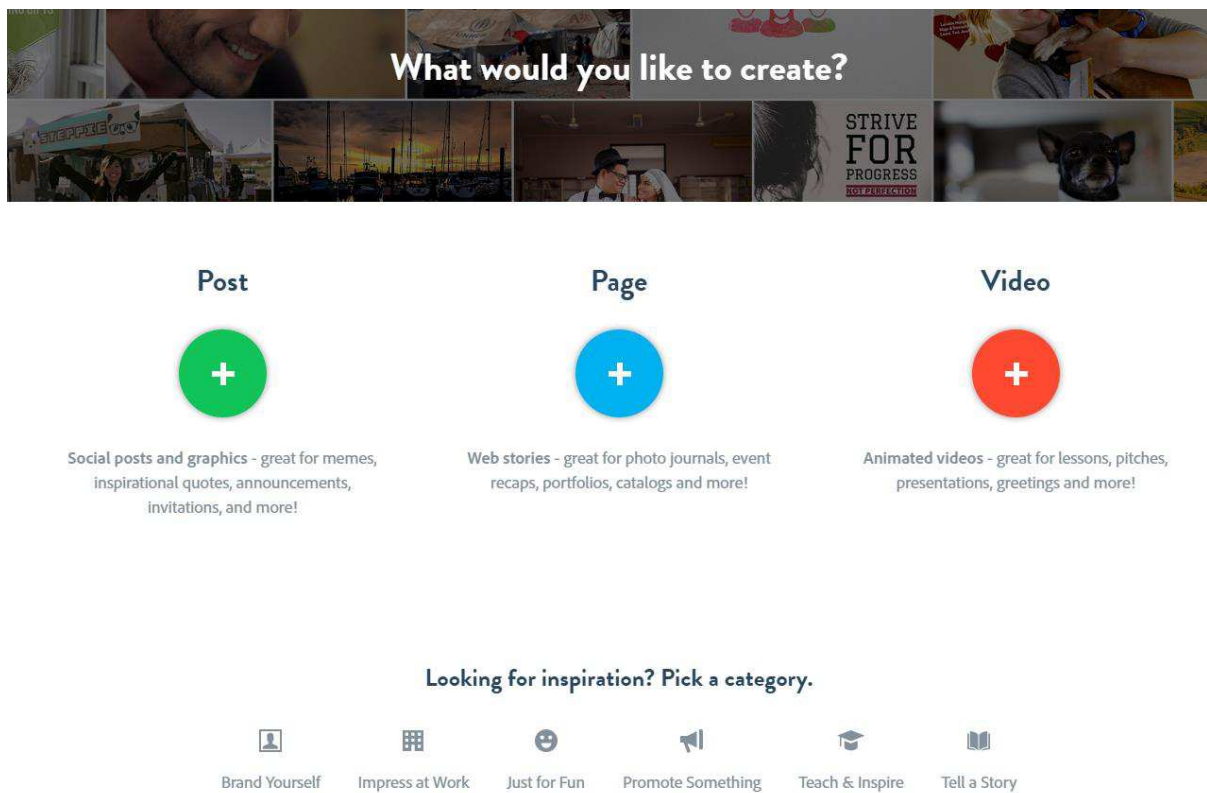 What would you like to create?
STEPPIE
STRIVE
FOR
PROGRESS
NOT PERFECTION
Post
Page
Video
Social posts and graphics - great for memes,
inspirational quotes, announcements,
invitations, and more!
Web stories - great for photo journals, event
recaps, portfolios, catalogs and more!
Animated videos - great for lessons, pitches,
presentations, greetings and more!
Looking for inspiration? Pick a category.
Brand Yourself
Impress at Work
Just for Fun
Promote Something
Teach & Inspire
Tell a Story